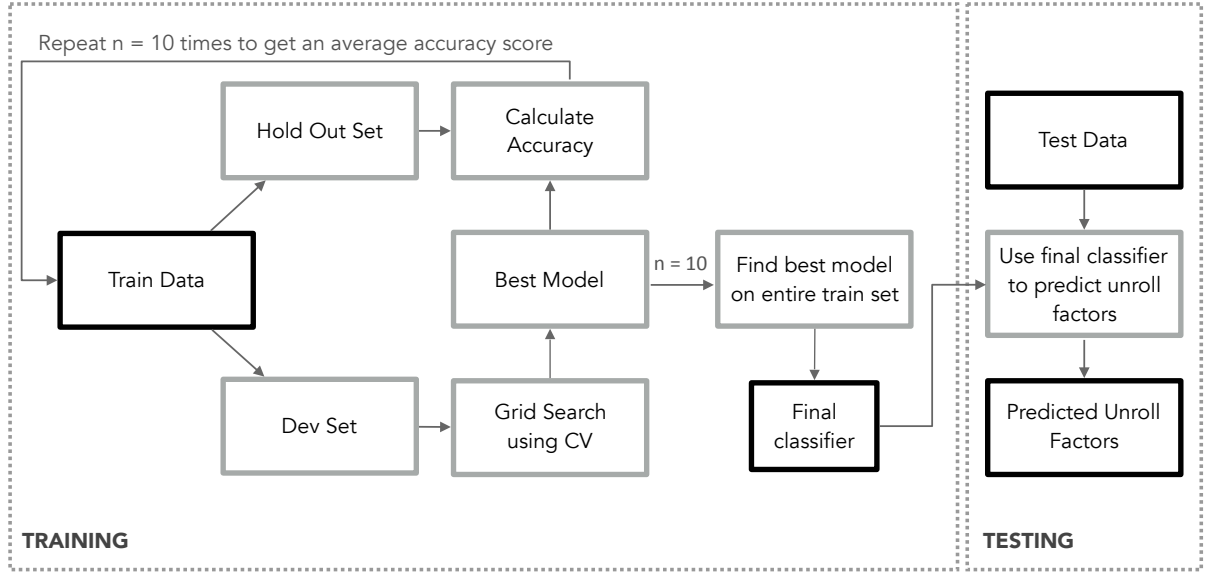 Repeat n = 10 times to get an average accuracy score
Hold Out Set
Calculate
Accuracy
Train Data
Best Model
n = 10
Find best model
on entire train set
Dev Set
Grid Search
using CV
Final
classifier
TRAINING
Test Data
Use final classifier
to predict unroll
factors
Predicted Unroll
Factors
TESTING